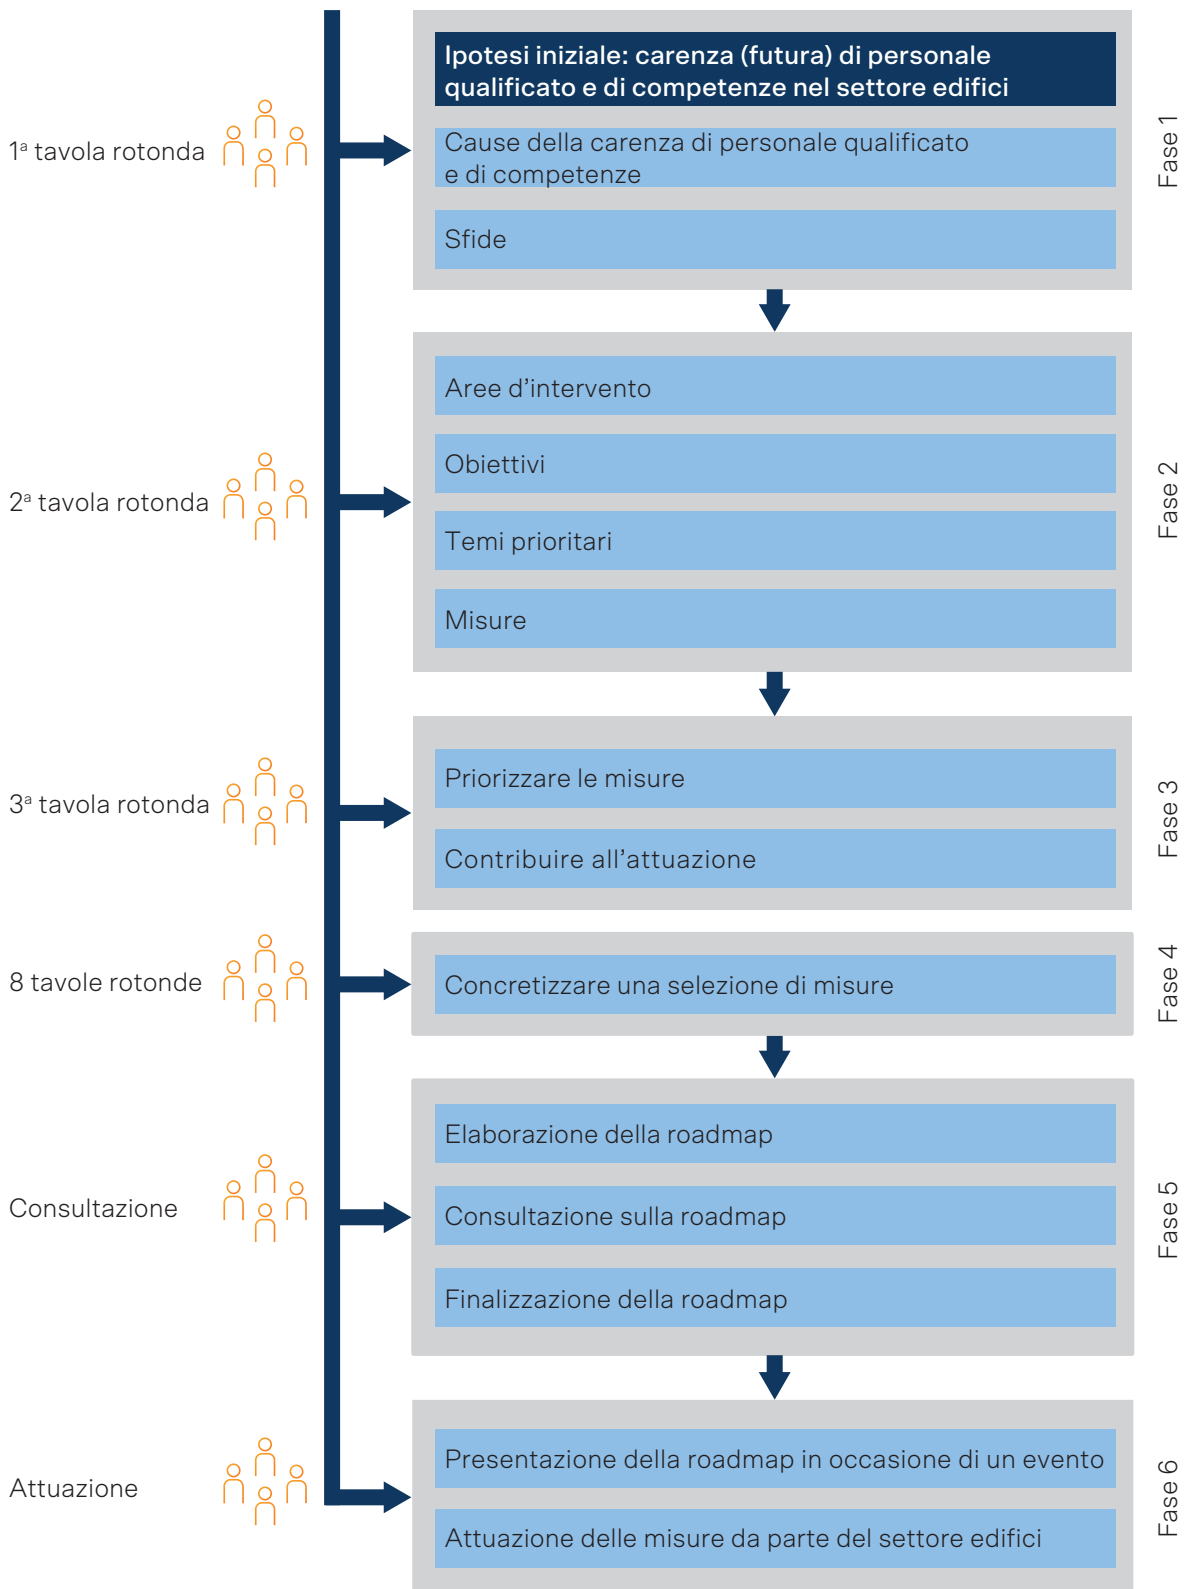 1ª tavola rotonda
Ipotesi iniziale: carenza (futura) di personale
qualificato e di competenze nel settore edifici
Cause della carenza di personale qualificato
e di competenze
Sfide
Fase 1
2ª tavola rotonda
Aree d’intervento
Obiettivi
Temi prioritari
Misure
Fase 2
3ª tavola rotonda
Priorizzare le misure
Contribuire all’attuazione
Fase 3
8 tavole rotonde
Concretizzare una selezione di misure
Fase 4
Consultazione
Elaborazione della roadmap
Consultazione sulla roadmap
Finalizzazione della roadmap
Fase 5
Attuazione
Presentazione della roadmap in occasione di un evento
Attuazione delle misure da parte del settore edifici
Fase 6